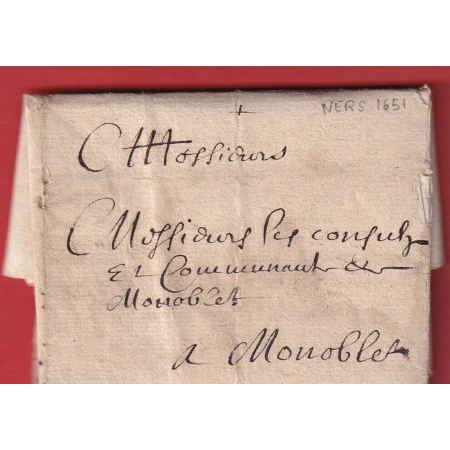 NERS 1651
+
Messieurs
Messieurs les consulz
Et Communauté de
Monoblet
a Monoblet